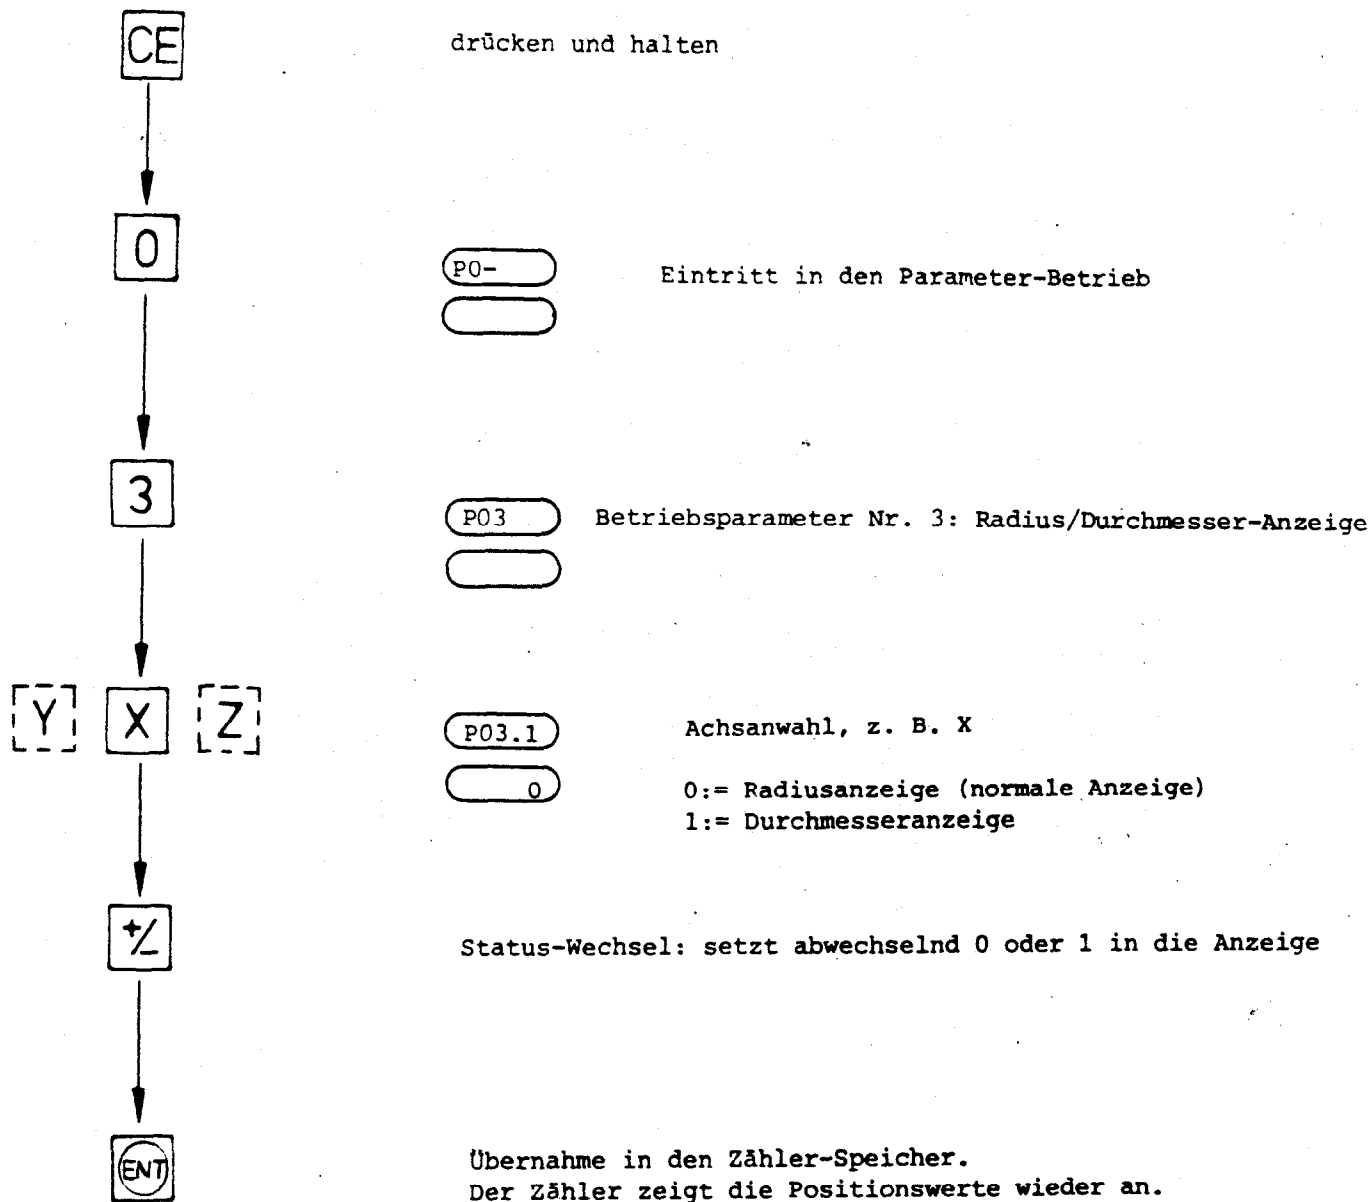 CE drücken und halten
0
P0- Eintritt in den Parameter-Betrieb
3
P03 Betriebsparameter Nr. 3: Radius/Durchmesser-Anzeige
Y X Z P03.1 Achsanwahl, z. B. X
0 0:= Radiusanzeige (normale Anzeige)
1:= Durchmesseranzeige
+/- Status-Wechsel: setzt abwechselnd 0 oder 1 in die Anzeige
ENT Übernahme in den Zähler-Speicher.
Der Zähler zeigt die Positionswerte wieder an.